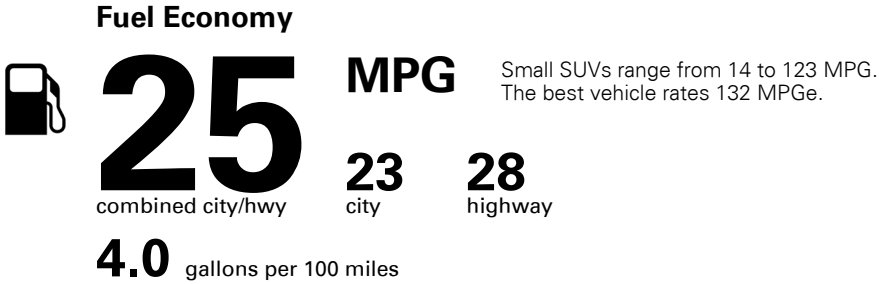 Fuel Economy
25
MPG
Small SUVs range from 14 to 123 MPG.
The best vehicle rates 132 MPGe.
combined city/hwy
23
city
28
highway
4.0 gallons per 100 miles